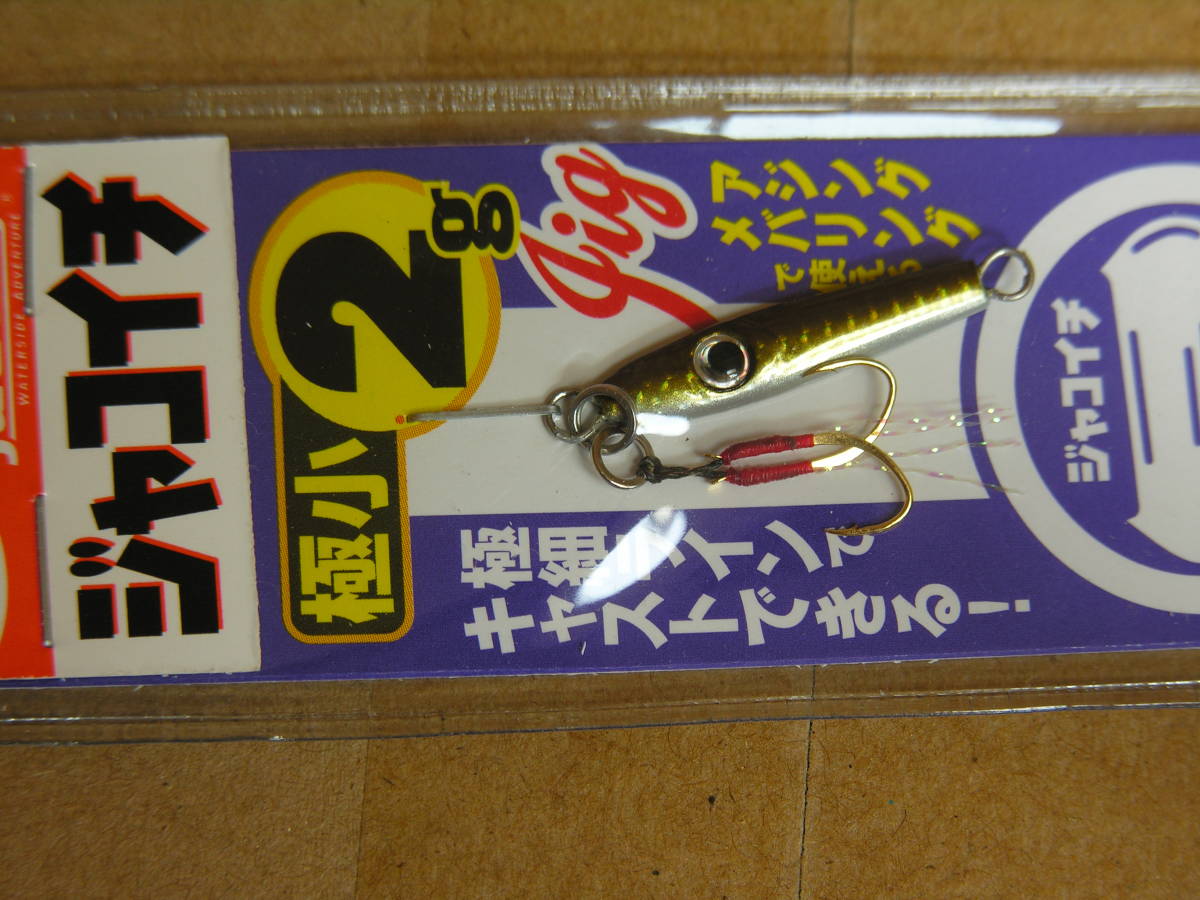 WATERSIDE ADVENTURE
ジャコイチ
極小2g
Jig
アジング
メバリング
で使える
極細ラインで
キャストできる!
ジャコイチ